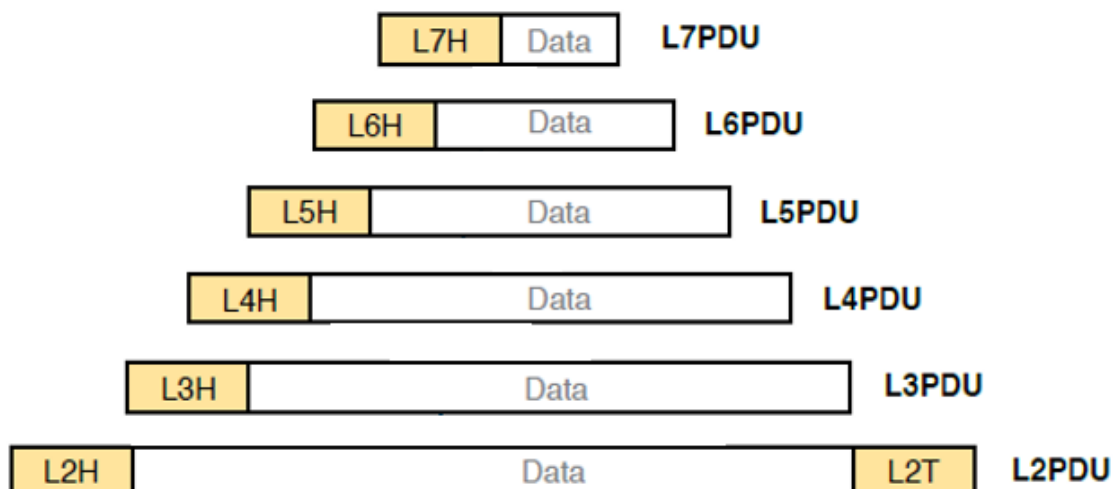 L7H Data L7PDU
L6H Data L6PDU
L5H Data L5PDU
L4H Data L4PDU
L3H Data L3PDU
L2H Data L2T L2PDU